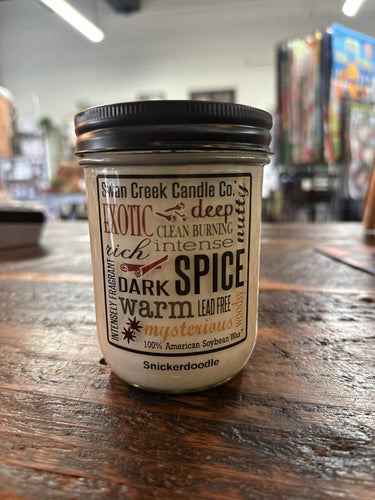 Swan Creek Candle Co.
EXOTIC
deep
nutty
CLEAN BURNING
rich
intense
INTENSELY FRAGRANT
DARK
SPICE
warm
LEAD FREE
woodsy
mysterious
100% American Soybean Wax
Snickerdoodle